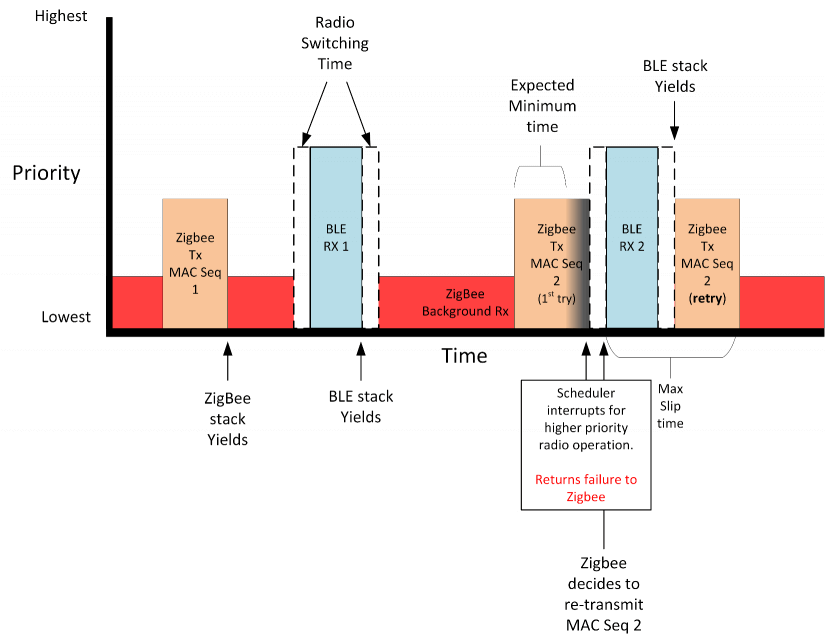 Highest
Radio
Switching
Time
BLE stack
Yields
Expected
Minimum
time
Priority
Zigbee
Tx
MAC Seq
1
BLE
RX 1
Zigbee
Tx
MAC Seq
2
(1st try)
BLE
RX 2
Zigbee
Tx
MAC Seq
2
(retry)
ZigBee
Background Rx
Lowest
Time
ZigBee
stack
Yields
BLE stack
Yields
Scheduler
interrupts for
higher priority
radio operation.
Returns failure to
Zigbee
Max
Slip
time
Zigbee
decides to
re-transmit
MAC Seq 2